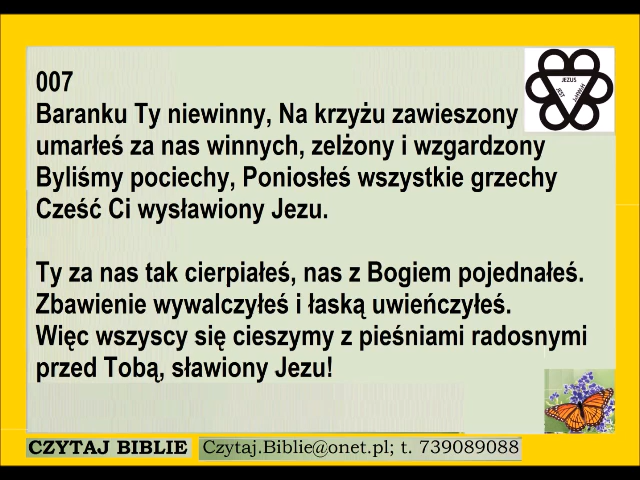 007
Baranku Ty niewinny, Na krzyżu zawieszony
umarłeś za nas winnych, zelżony i wzgardzony
Byliśmy pociechy, Poniosłeś wszystkie grzechy
Cześć Ci wysławiony Jezu.
Ty za nas tak cierpiałeś, nas z Bogiem pojednałeś.
Zbawienie wywalczyłeś i łaską uwieńczyłeś.
Więc wszyscy się cieszymy z pieśniami radosnymi
przed Tobą, sławiony Jezu!
JEZUS
JEST
CZYTAJ BIBLIE
Czytaj.Biblie@onet.pl; t. 739089088